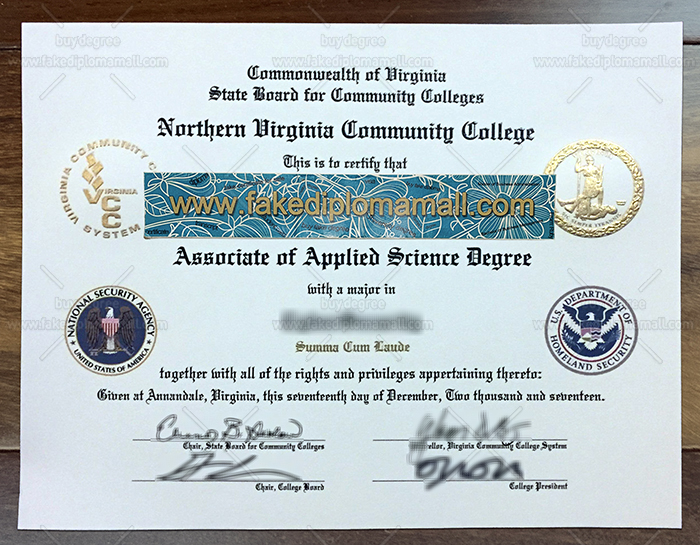 buydegree
www.fakediplomamall.com
Commonwealth of Virginia
State Board for Community Colleges
Northern Virginia Community College
This is to certify that
VIRGINIA COMMUNITY C
VIRGINIA
VCC
SYSTEM
www.fakediplomamall.com
Associate of Applied Science Degree
with a major in
NATIONAL SECURITY AGENCY
UNITED STATES OF AMERICA
U.S. DEPARTMENT OF
HOMELAND SECURITY
Summa Cum Laude
together with all of the rights and privileges appertaining thereto:
Given at Annandale, Virginia, this seventeenth day of December, Two thousand and seventeen.
Chair, State Board for Community Colleges
Virginia Community College System
Chair, College Board
College President